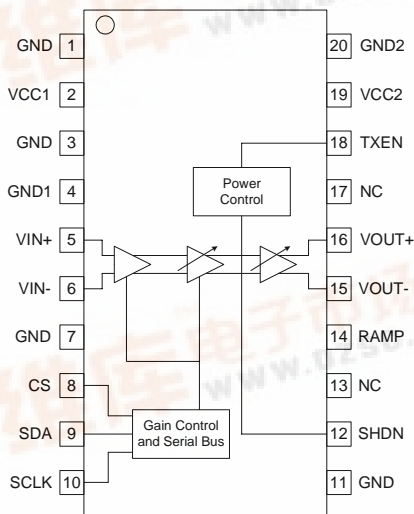 GND 1
VCC1 2
GND 3
GND1 4
VIN+ 5
VIN- 6
GND 7
CS 8
SDA 9
SCLK 10
Power
Control
Gain Control
and Serial Bus
20 GND2
19 VCC2
18 TXEN
17 NC
16 VOUT+
15 VOUT-
14 RAMP
13 NC
12 SHDN
11 GND